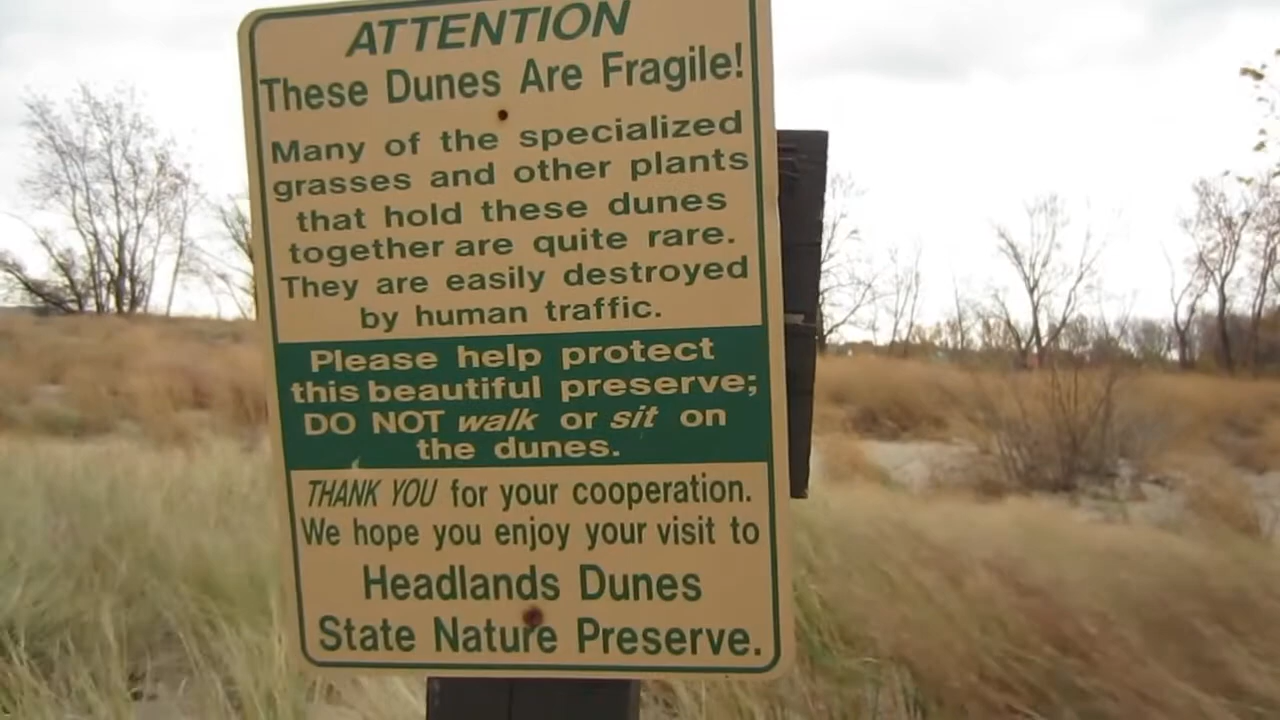 ATTENTION
These Dunes Are Fragile!
Many of the specialized
grasses and other plants
that hold these dunes
together are quite rare.
They are easily destroyed
by human traffic.
Please help protect
this beautiful preserve;
DO NOT walk or sit on
the dunes.
THANK YOU for your cooperation.
We hope you enjoy your visit to
Headlands Dunes
State Nature Preserve.